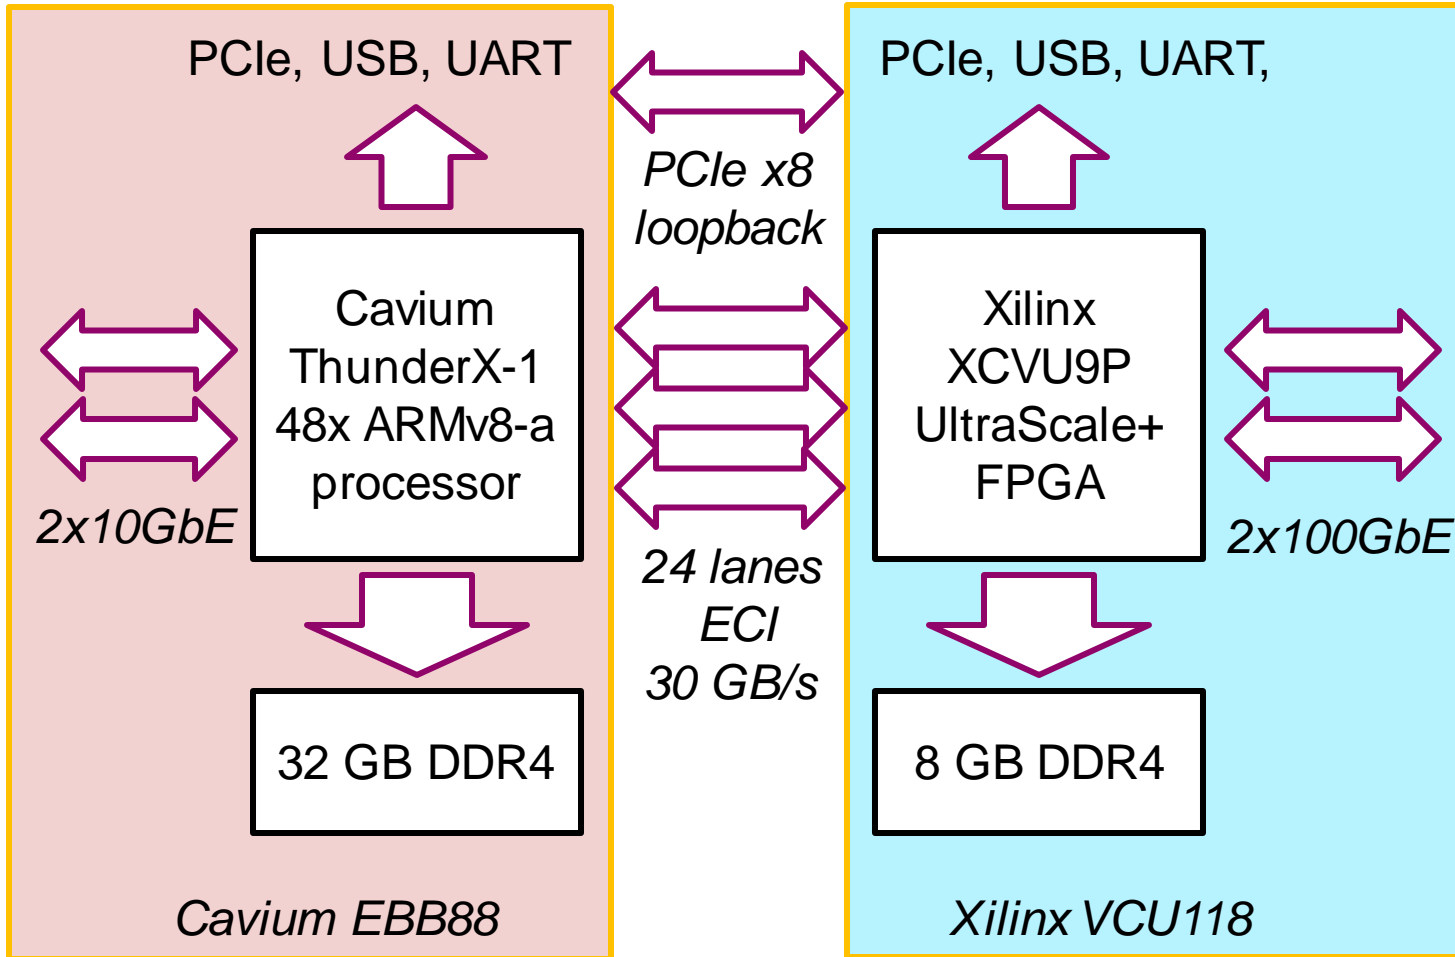 PCIe, USB, UART
PCIe x8
loopback
PCIe, USB, UART,
Cavium
ThunderX-1
48x ARMv8-a
processor
2x10GbE
24 lanes
ECI
30 GB/s
Xilinx
XCVU9P
UltraScale+
FPGA
2x100GbE
32 GB DDR4
8 GB DDR4
Cavium EBB88
Xilinx VCU118